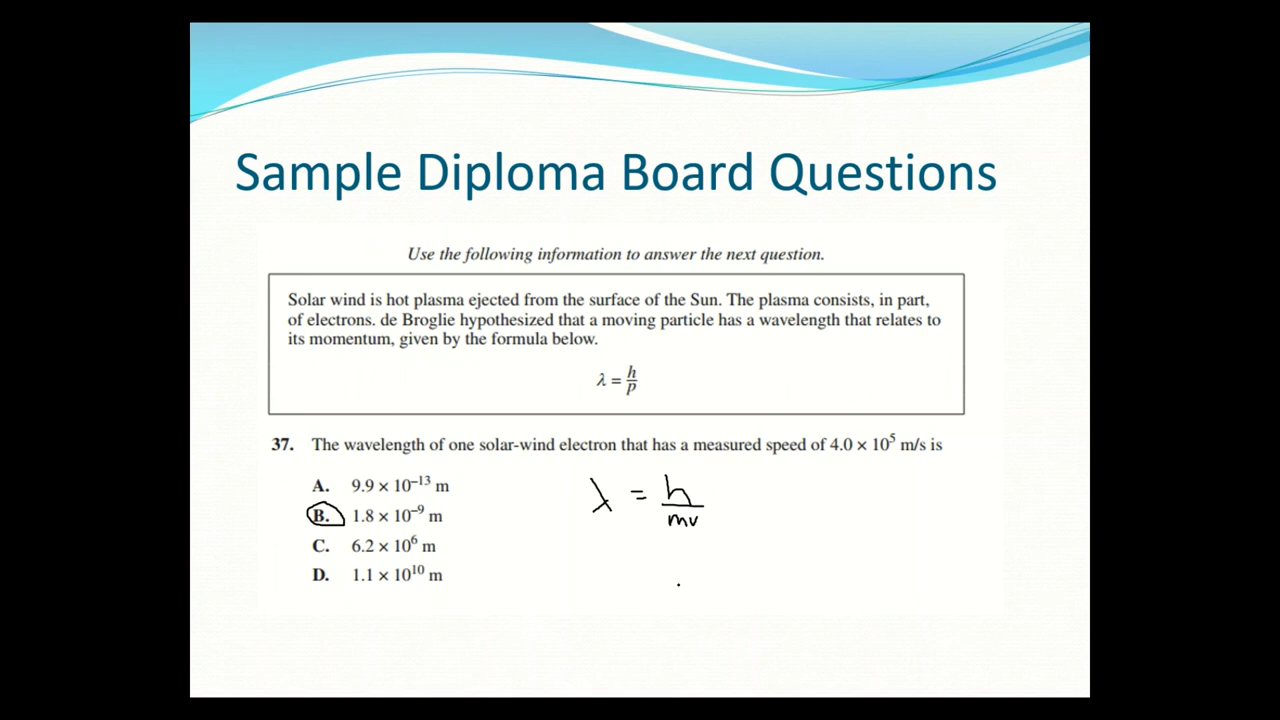 Sample Diploma Board Questions
Use the following information to answer the next question.
Solar wind is hot plasma ejected from the surface of the Sun. The plasma consists, in part,
of electrons. de Broglie hypothesized that a moving particle has a wavelength that relates to
its momentum, given by the formula below.
λ = h/p
37. The wavelength of one solar-wind electron that has a measured speed of 4.0 × 10⁵ m/s is
A. 9.9 × 10⁻¹³ m
B. 1.8 × 10⁻⁹ m
C. 6.2 × 10⁶ m
D. 1.1 × 10¹⁰ m
λ = h/mv